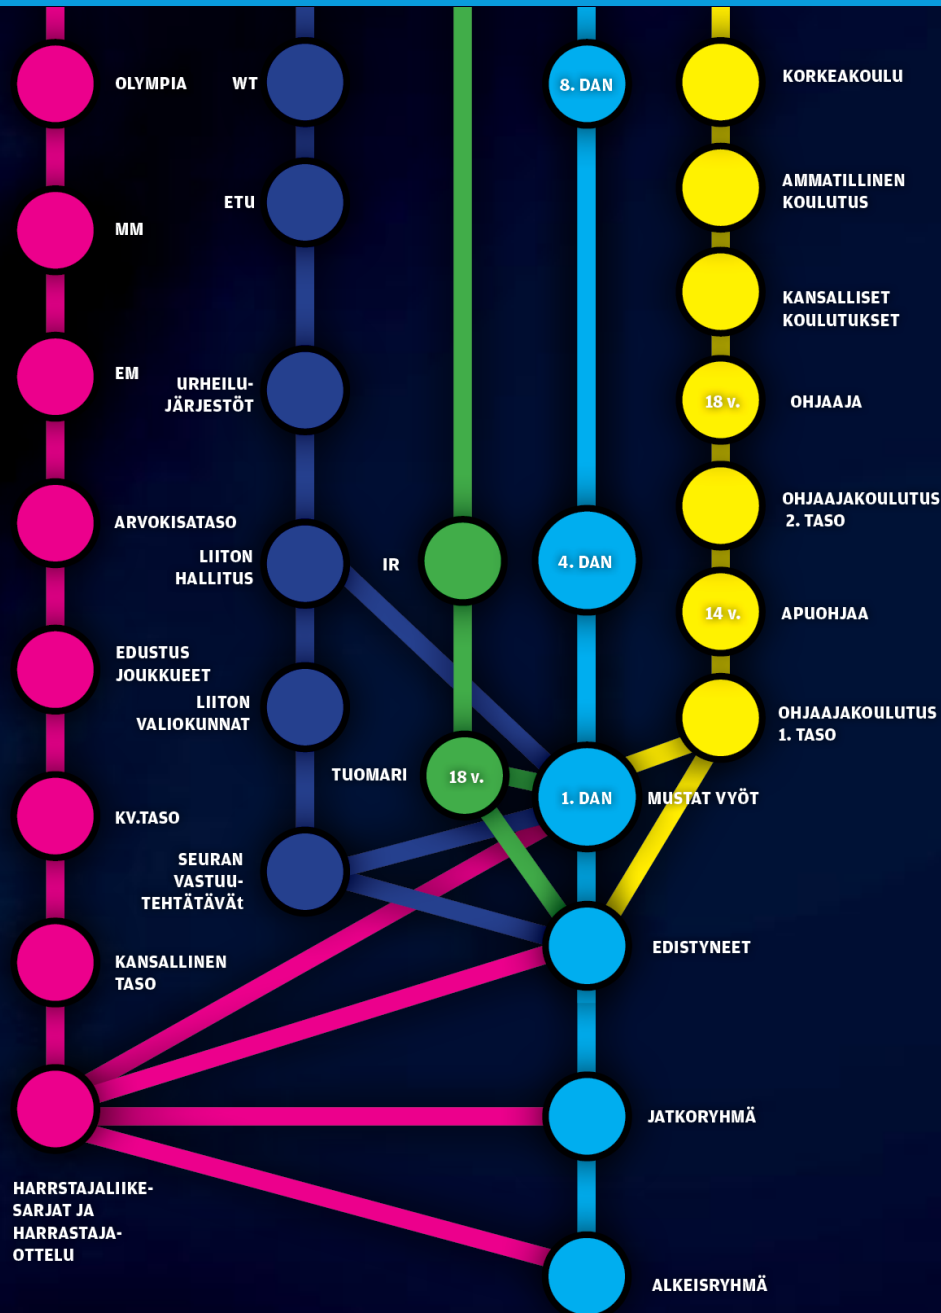 OLYMPIA
MM
EM
ARVOKISATASO
EDUSTUS
JOUKKUEET
KV.TASO
KANSALLINEN
TASO
HARRSTAJALIIKE-
SARJAT JA
HARRASTAJA-
OTTELU
WT
ETU
URHEILU-
JÄRJESTÖT
LIITON
HALLITUS
LIITON
VALIOKUNNAT
SEURAN
VASTUU-
TEHTÄTÄVÄt
IR
TUOMARI
18 v.
8. DAN
4. DAN
1. DAN
MUSTAT VYÖT
EDISTYNEET
JATKORYHMÄ
ALKEISRYHMÄ
KORKEAKOULU
AMMATILLINEN
KOULUTUS
KANSALLISET
KOULUTUKSET
18 v.
OHJAAJA
OHJAAJAKOULUTUS
2. TASO
14 v.
APUOHJAA
OHJAAJAKOULUTUS
1. TASO